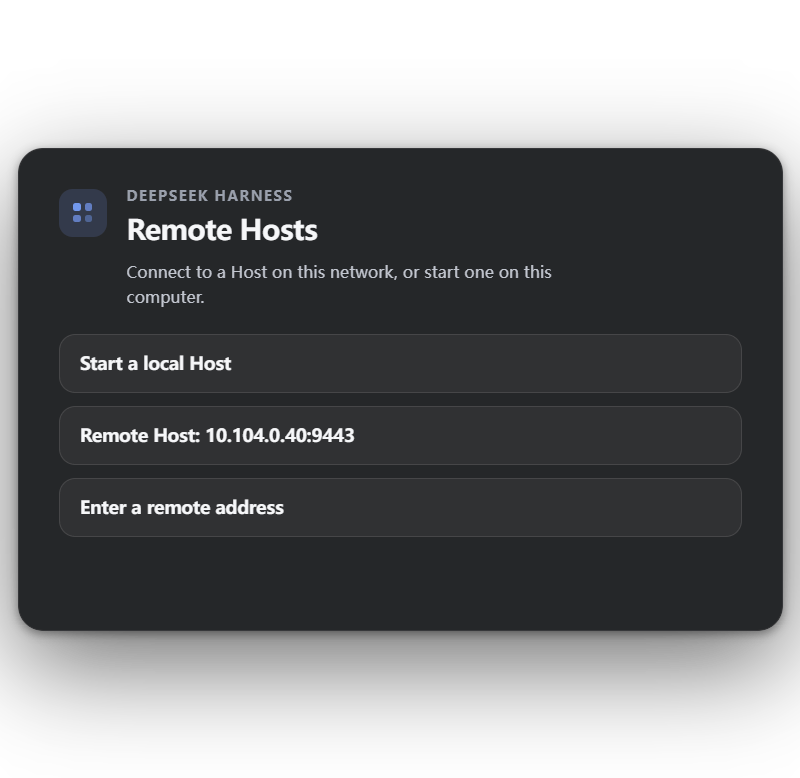 DEEPSEEK HARNESS
Remote Hosts
Connect to a Host on this network, or start one on this
computer.
Start a local Host
Remote Host: 10.104.0.40:9443
Enter a remote address